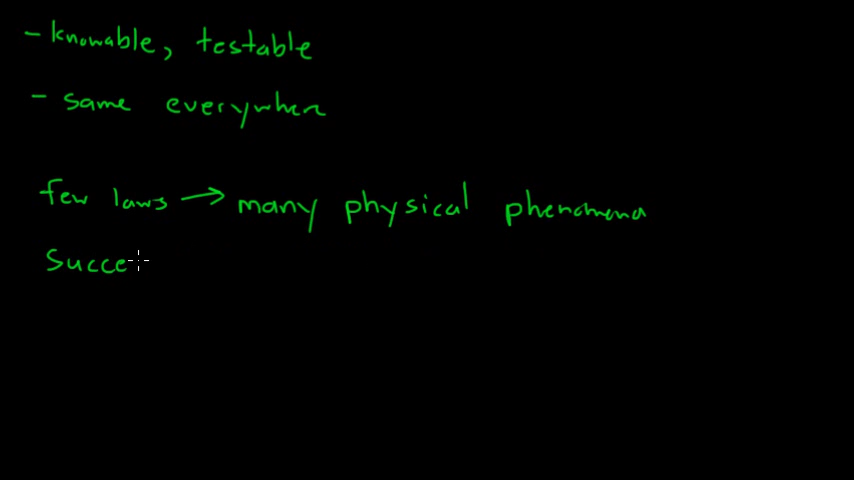 - knowable, testable
- same everywhere
few laws → many physical phenomena
Succe